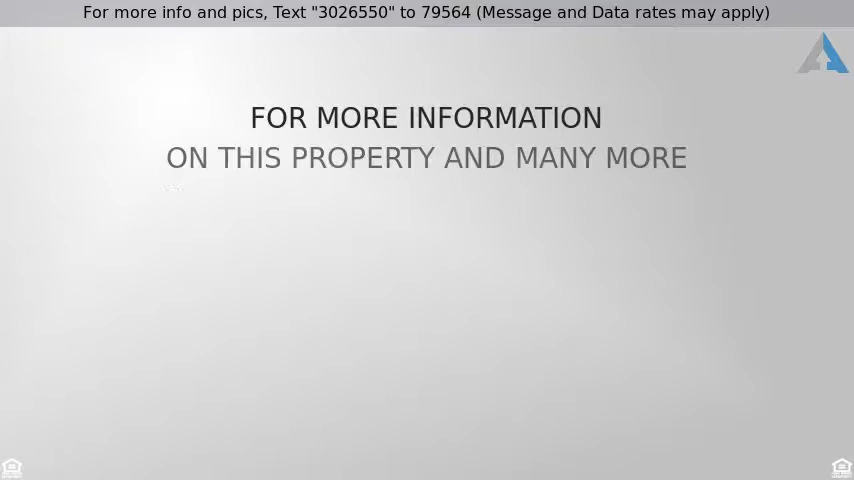 For more info and pics, Text "3026550" to 79564 (Message and Data rates may apply)
FOR MORE INFORMATION
ON THIS PROPERTY AND MANY MORE